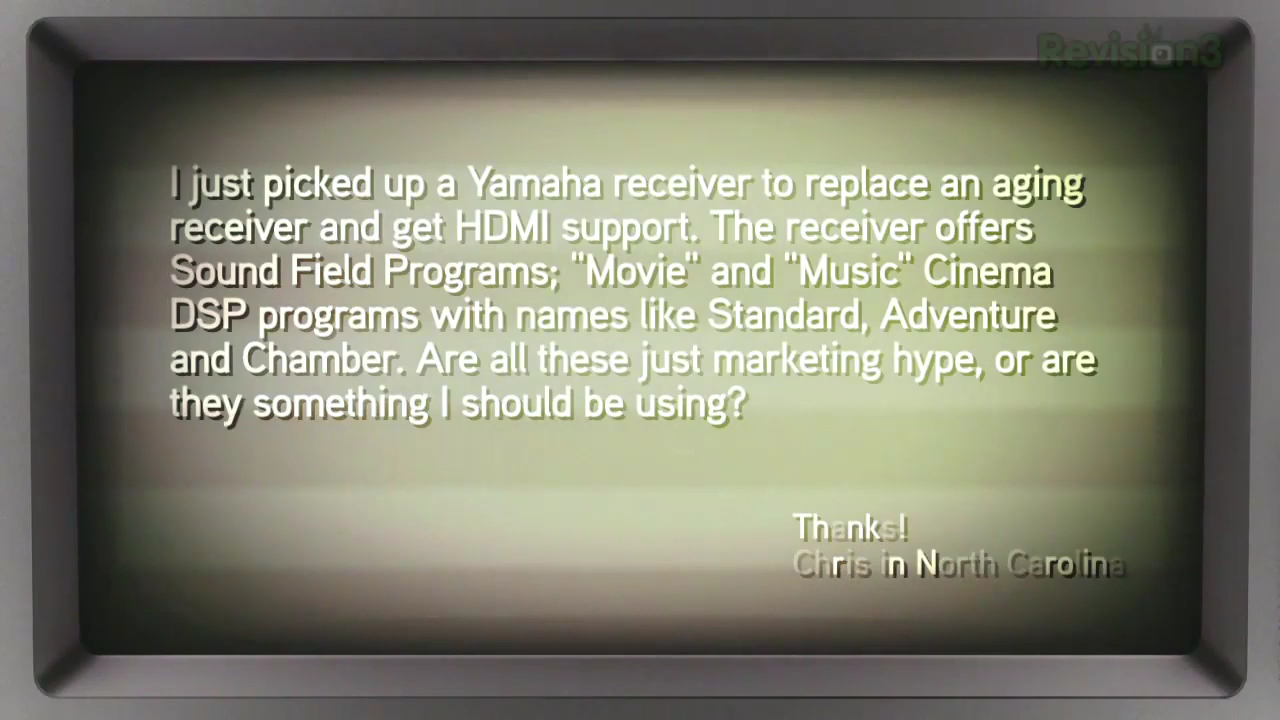 Revision3
I just picked up a Yamaha receiver to replace an aging
receiver and get HDMI support. The receiver offers
Sound Field Programs; "Movie" and "Music" Cinema
DSP programs with names like Standard, Adventure
and Chamber. Are all these just marketing hype, or are
they something I should be using?
Thanks!
Chris in North Carolina